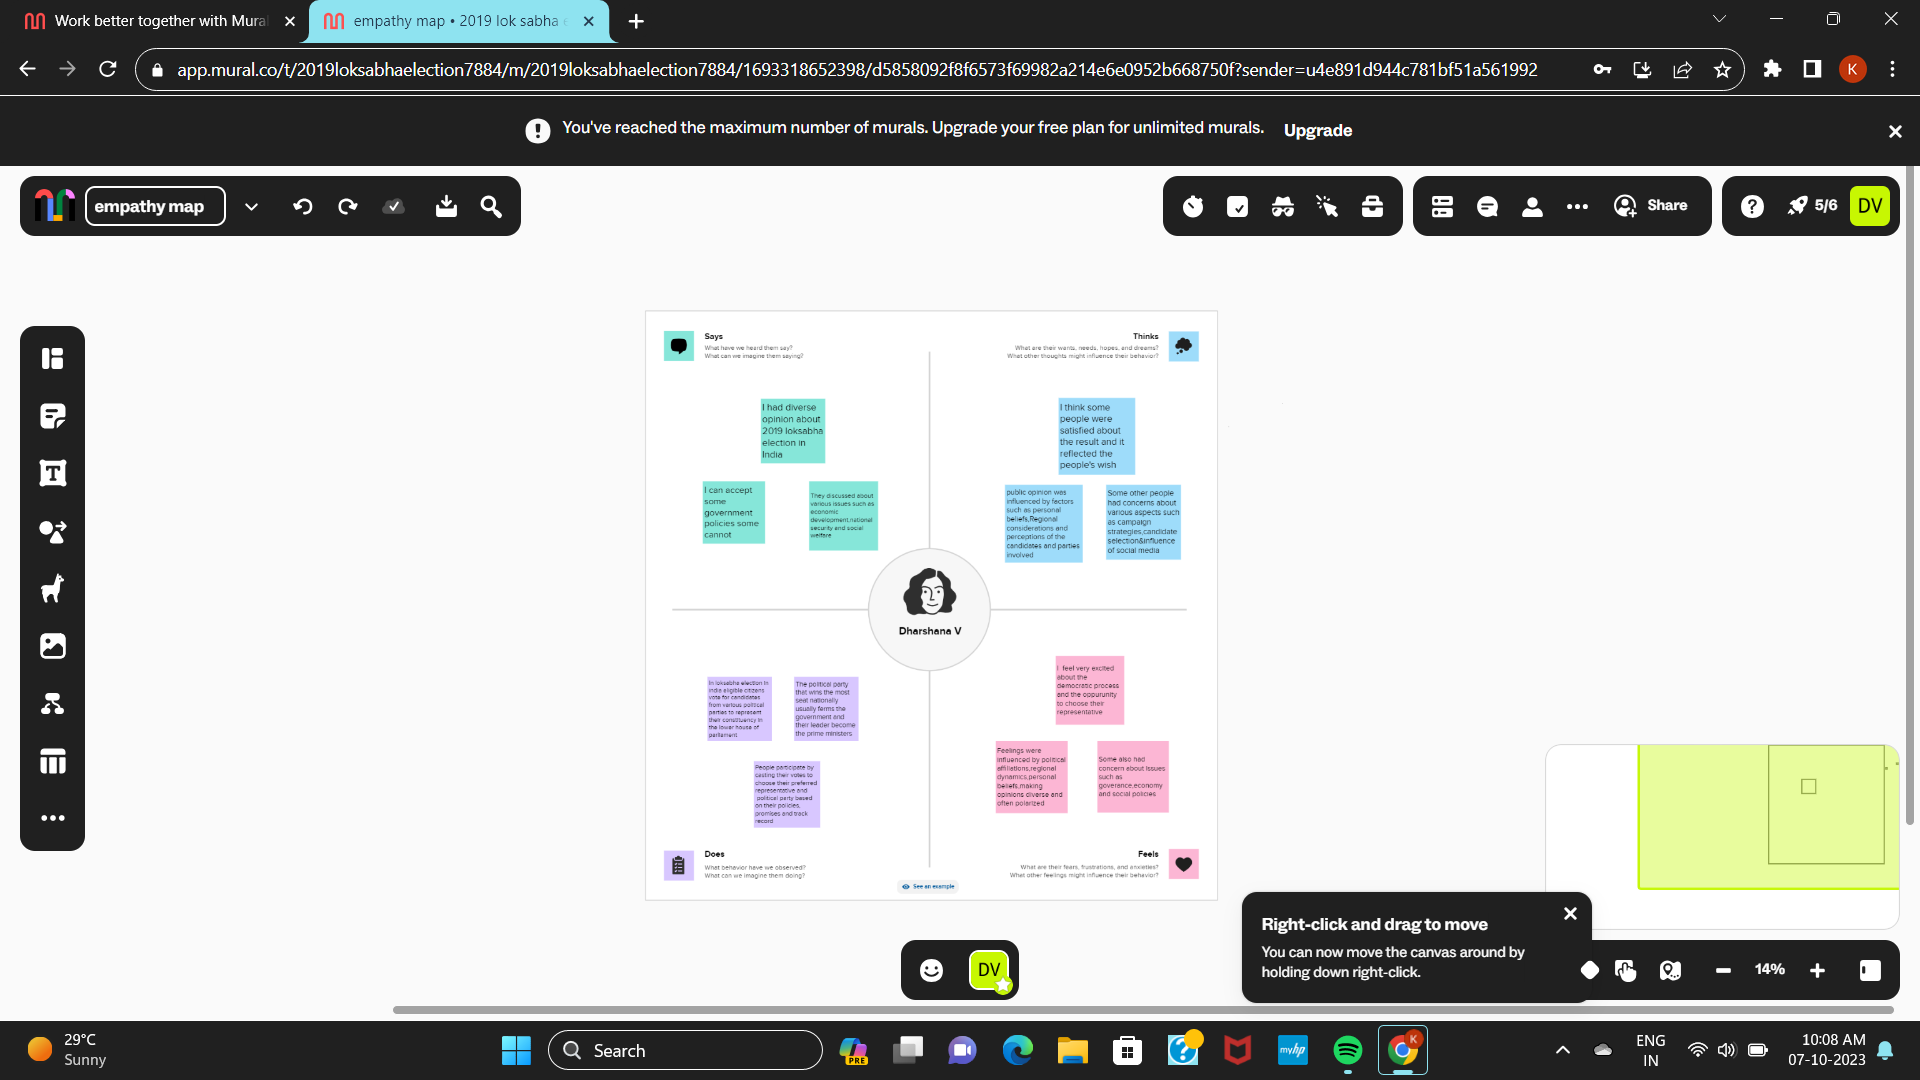 Work better together with Mura
empathy map • 2019 lok sabha e
app.mural.co/t/2019loksabhaelection7884/m/2019loksabhaelection7884/1693318652398/d5858092f8f6573f69982a214e6e0952b668750f?sender=u4e891d944c781bf51a561992
K
You've reached the maximum number of murals. Upgrade your free plan for unlimited murals. Upgrade
empathy map
Share
5/6
DV
Says
What have we heard them say?
What can we imagine them saying?
Thinks
What are their wants, needs, hopes, and dreams?
What other thoughts might influence their behavior?
I had diverse
opinion about
2019 loksabha
election in
India
I can accept
some
government
policies some
cannot
They discussed about
various issues such as
economic
development,national
security and social
welfare
I think some
people were
satisfied about
the result and it
reflected the
people's wish
public opinion was
influenced by factors
such as personal
beliefs,Regional
considerations and
perceptions of the
candidates and parties
involved
Some other people
had concerns about
various aspects such
as campaign
strategies,candidate
selection&influence
of social media
Dharshana V
In loksabha election in
india eligible citizens
vote for candidates
from various political
parties to represent
their constituency in
the lower house of
parliament
The political party
that wins the most
seat nationally
usually forms the
government and
their leader become
the prime ministers
People participate by
casting their votes to
choose their preferred
representative and
political party based
on their policies,
promises and track
record
I feel very excited
about the
democratic process
and the oppurunity
to choose their
representative
Feelings were
influenced by political
affiliations,regional
dynamics,personal
beliefs,making
opinions diverse and
often polarized
Some also had
concern about issues
such as
goverance,economy
and social policies
Does
What behavior have we observed?
What can we imagine them doing?
Feels
What are their fears, frustrations, and anxieties?
What other feelings might influence their behavior?
See an example
Right-click and drag to move
You can now move the canvas around by
holding down right-click.
DV
14%
29°C
Sunny
Search
PRE
myhp
K
ENG
IN
10:08 AM
07-10-2023